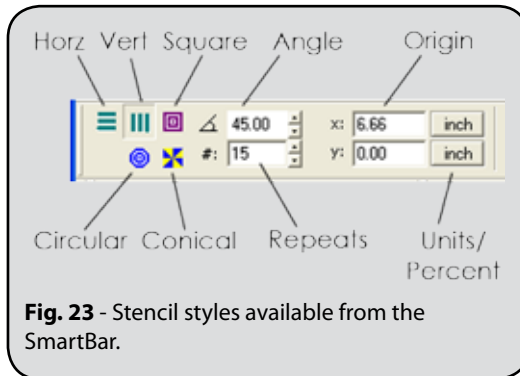 Horz Vert Square Angle Origin
45.00 x: 6.66 inch
#: 15 y: 0.00 inch
Circular Conical Repeats Units/
Percent
Fig. 23 - Stencil styles available from the
SmartBar.